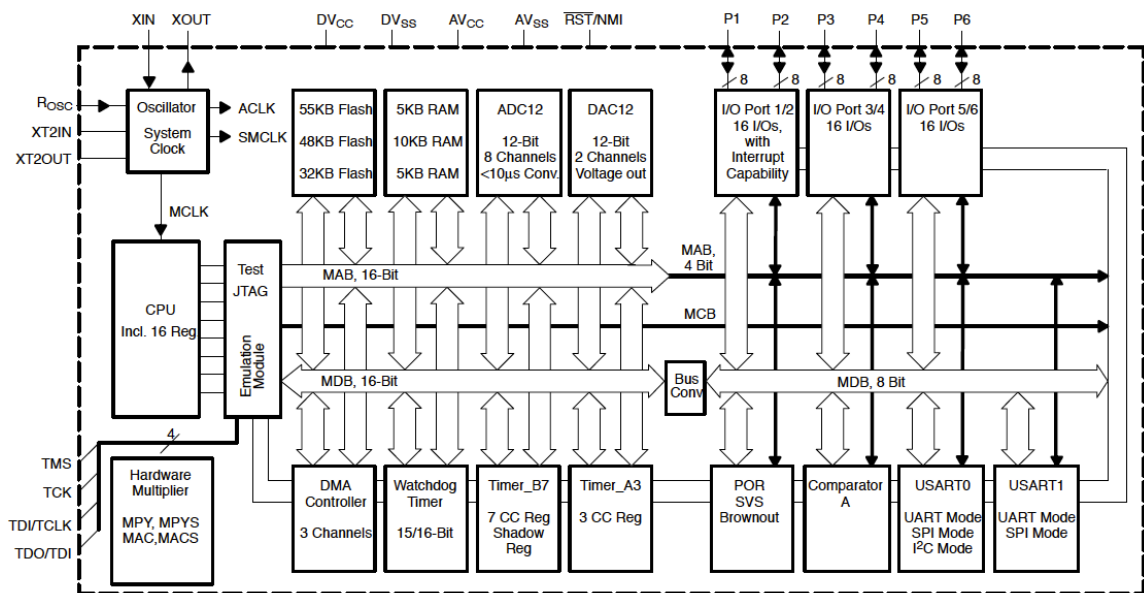 XIN
XOUT
DVCC
DVSS
AVCC
AVSS
RST/NMI
P1
P2
P3
P4
P5
P6
8
8
8
8
8
8
ROSC
XT2IN
XT2OUT
Oscillator
System
Clock
ACLK
SMCLK
MCLK
55KB Flash
48KB Flash
32KB Flash
5KB RAM
10KB RAM
5KB RAM
ADC12
12-Bit
8 Channels
<10μs Conv.
DAC12
12-Bit
2 Channels
Voltage out
I/O Port 1/2
16 I/Os,
with
Interrupt
Capability
I/O Port 3/4
16 I/Os
I/O Port 5/6
16 I/Os
CPU
Incl. 16 Reg.
Test
JTAG
Emulation
Module
MAB, 16-Bit
MAB,
4 Bit
MCB
MDB, 16-Bit
Bus
Conv
MDB, 8 Bit
4
TMS
TCK
TDI/TCLK
TDO/TDI
Hardware
Multiplier
MPY, MPYS
MAC,MACS
DMA
Controller
3 Channels
Watchdog
Timer
15/16-Bit
Timer_B7
7 CC Reg
Shadow
Reg
Timer_A3
3 CC Reg
POR
SVS
Brownout
Comparator
A
USART0
UART Mode
SPI Mode
I2C Mode
USART1
UART Mode
SPI Mode